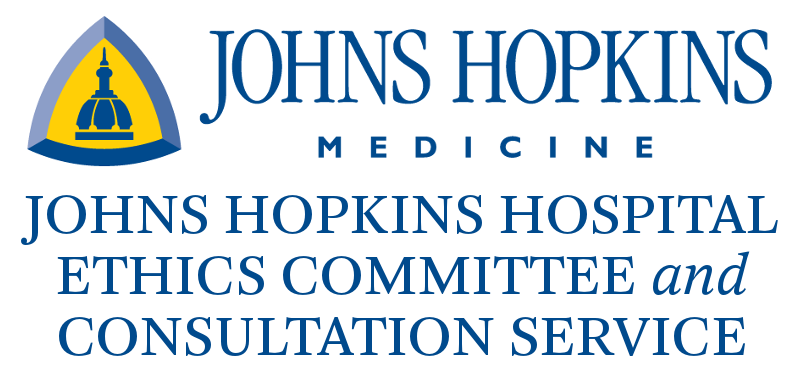 JOHNS HOPKINS
MEDICINE
JOHNS HOPKINS HOSPITAL
ETHICS COMMITTEE and
CONSULTATION SERVICE